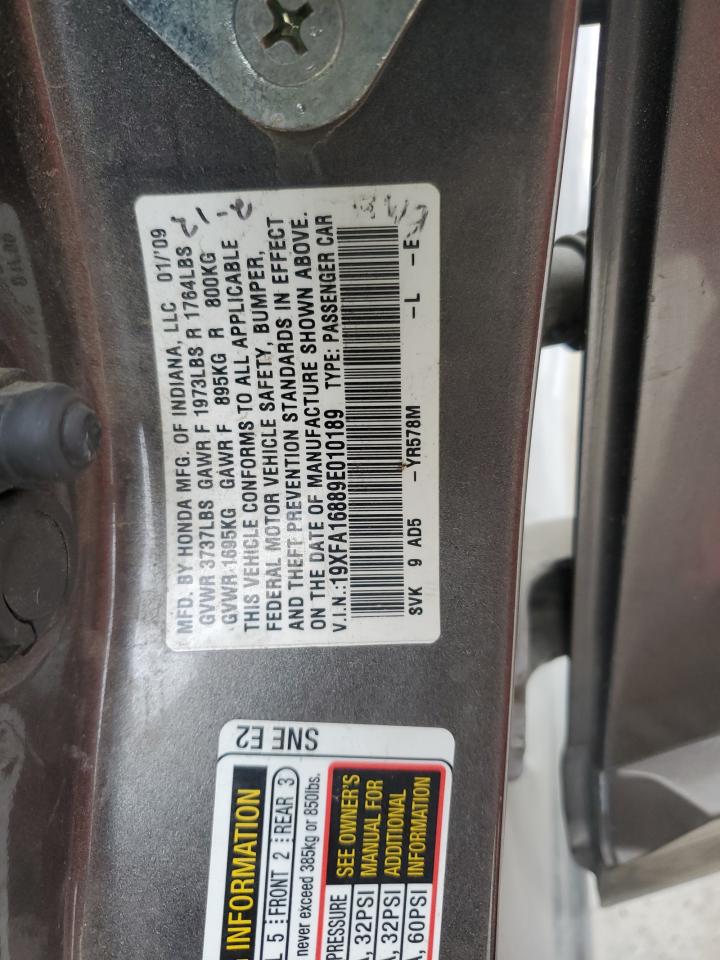 MFD. BY HONDA MFG. OF INDIANA, LLC 01/'09
GVWR 3737LBS GAWR F 1973LBS R 1764LBS
GVWR 1695KG GAWR F 895KG R 800KG
THIS VEHICLE CONFORMS TO ALL APPLICABLE
FEDERAL MOTOR VEHICLE SAFETY, BUMPER,
AND THEFT PREVENTION STANDARDS IN EFFECT
ON THE DATE OF MANUFACTURE SHOWN ABOVE.
V.I.N.:19XFA16889E010189 TYPE: PASSENGER CAR
SVK 9 AD5 -YR578M -L -E
SNE E2
INFORMATION
5 FRONT 2 REAR 3
never exceed 385kg or 850lbs.
PRESSURE
, 32PSI
, 32PSI
, 60PSI
SEE OWNER'S
MANUAL FOR
ADDITIONAL
INFORMATION